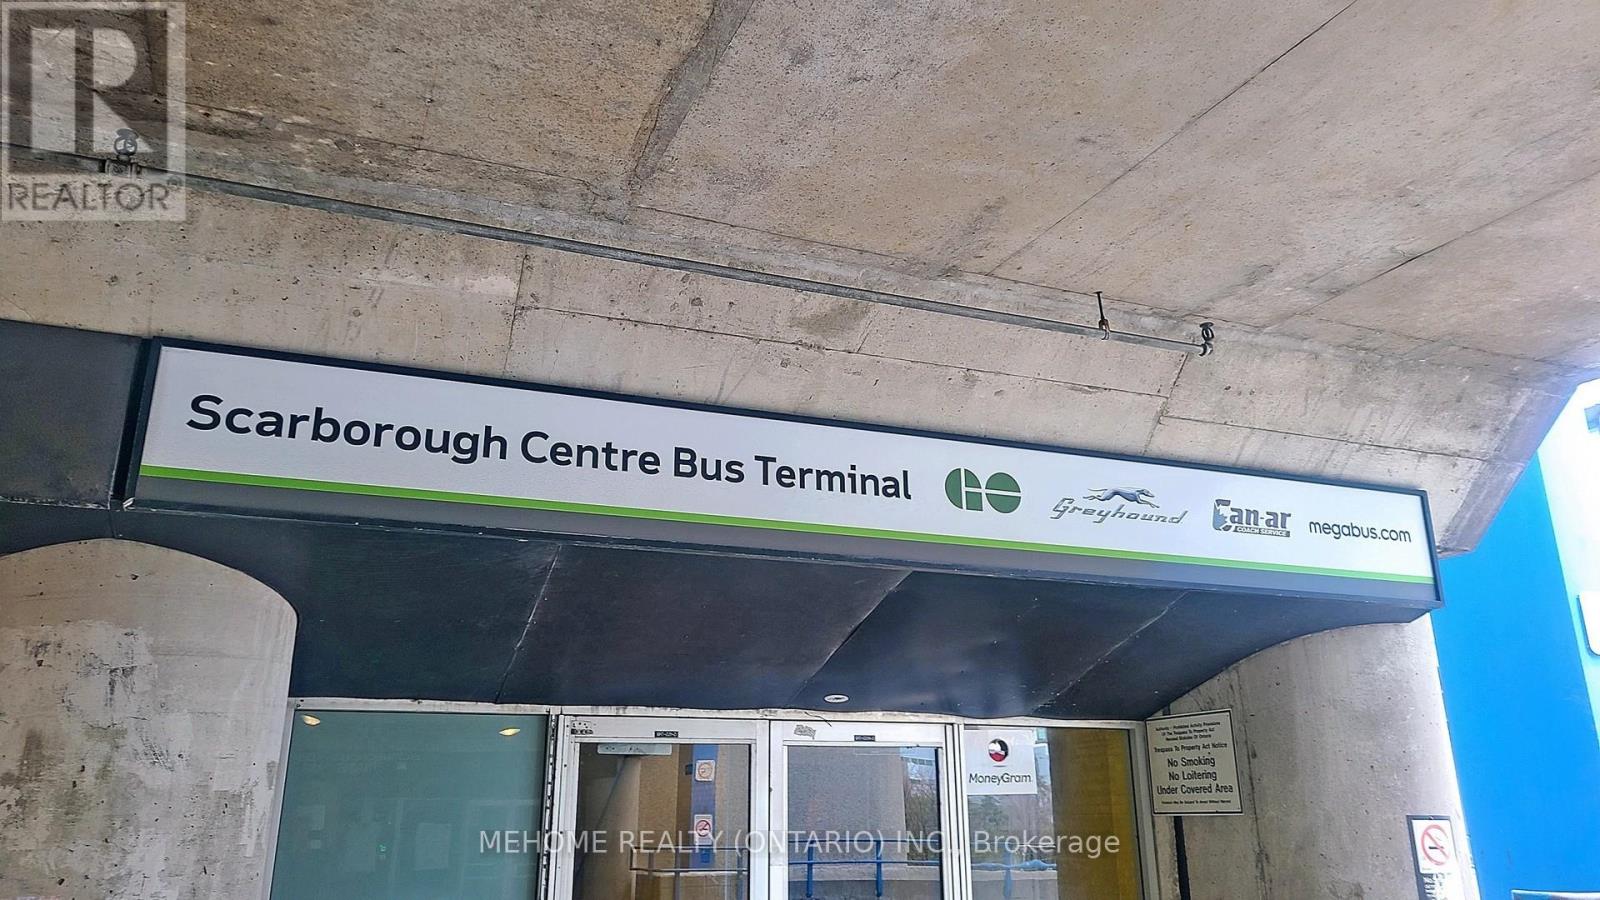 REALTOR®
Scarborough Centre Bus Terminal
GO
Greyhound
Can-ar
COACH SERVICE
megabus.com
MoneyGram
Trespass To Property Act Notice
No Smoking
No Loitering
Under Covered Area
MEHOME REALTY (ONTARIO) INC., Brokerage